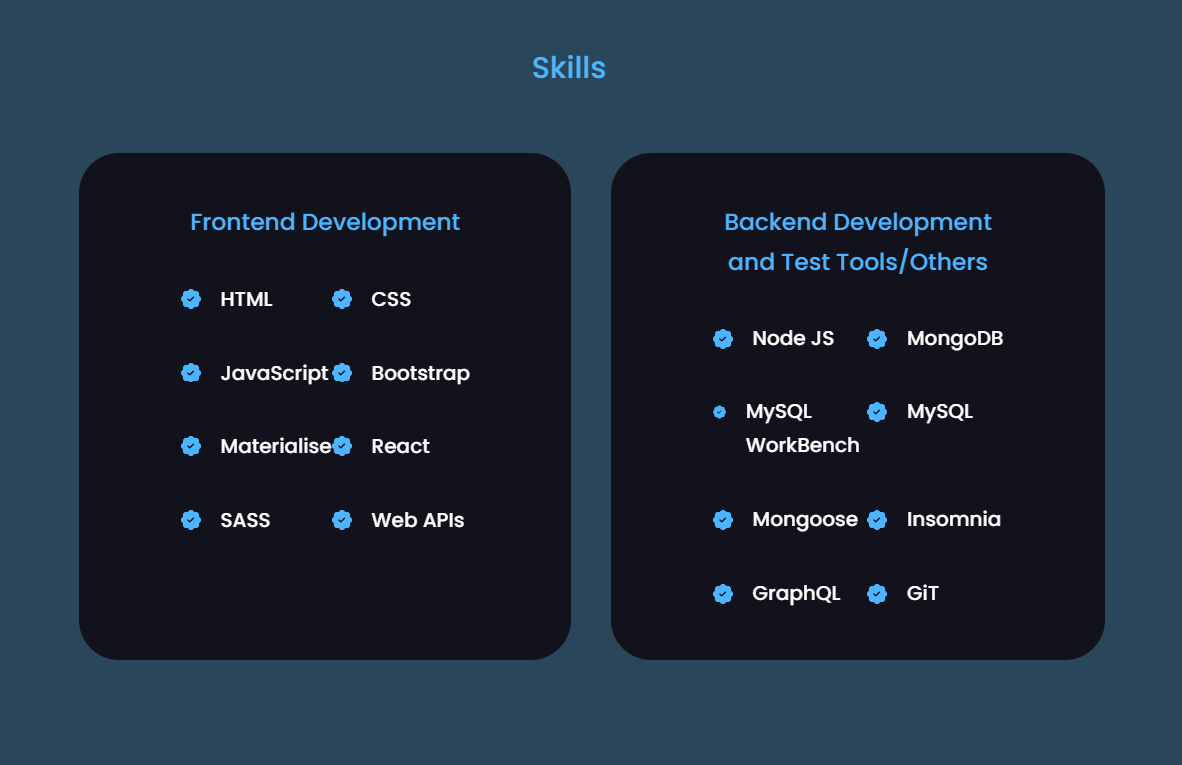 Skills
Frontend Development
HTML
CSS
JavaScript
Bootstrap
Materialise
React
SASS
Web APIs
Backend Development
and Test Tools/Others
Node JS
MongoDB
MySQL
WorkBench
MySQL
Mongoose
Insomnia
GraphQL
GiT